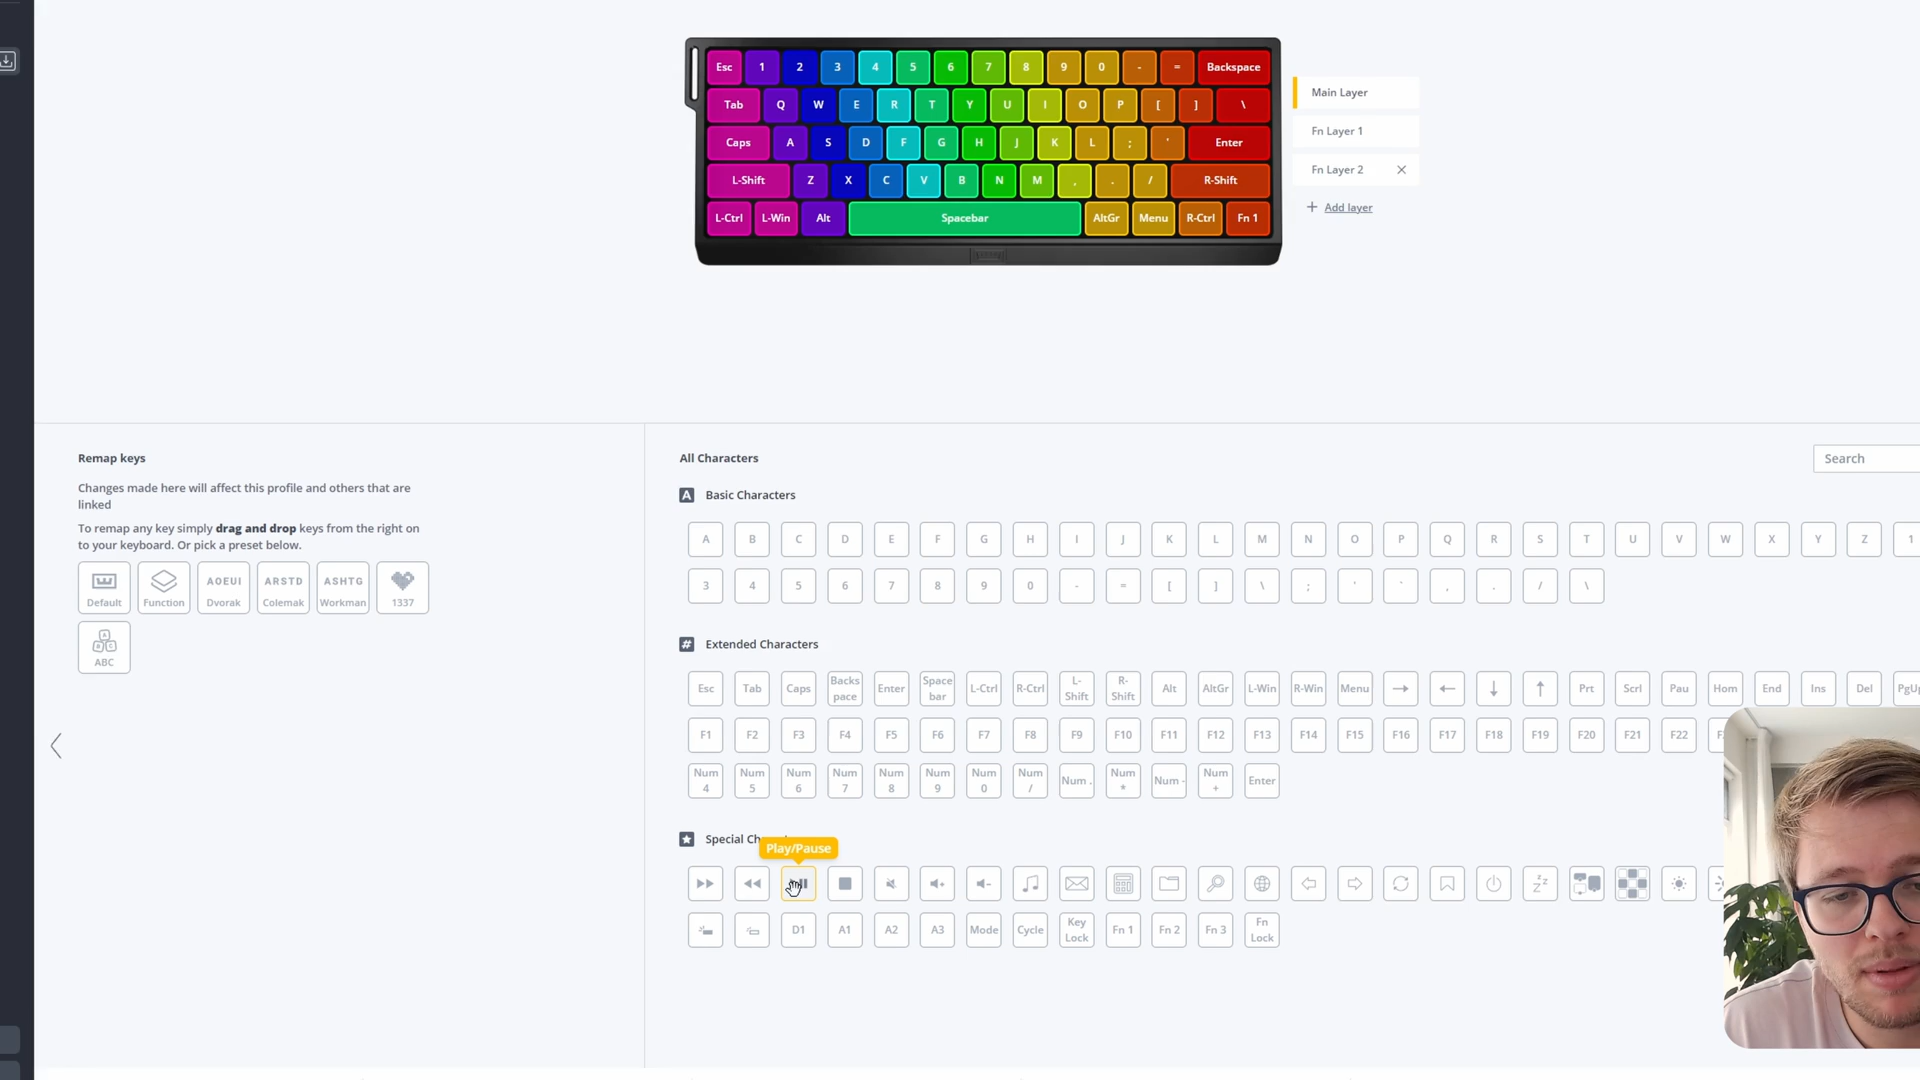 Esc 1 2 3 4 5 6 7 8 9 0 - = Backspace
Tab Q W E R T Y U I O P [ ] \
Caps A S D F G H J K L ; ' Enter
L-Shift Z X C V B N M , . / R-Shift
L-Ctrl L-Win Alt Spacebar AltGr Menu R-Ctrl Fn 1
Main Layer
Fn Layer 1
Fn Layer 2
Add layer
Remap keys
Changes made here will affect this profile and others that are
linked
To remap any key simply drag and drop keys from the right on
to your keyboard. Or pick a preset below.
Default
Function
AOEUI
Dvorak
ARSTD
Colemak
ASHTG
Workman
1337
ABC
All Characters
Search
Basic Characters
A B C D E F G H I J K L M N O P Q R S T U V W X Y Z 1
3 4 5 6 7 8 9 0 - = [ ] \ ; ' ` , . / \
Extended Characters
Esc Tab Caps Backs pace Enter Space bar L-Ctrl R-Ctrl L- Shift R- Shift Alt AltGr L-Win R-Win Menu → ← ↓ ↑ Prt Scrl Pau Hom End Ins Del PgU
F1 F2 F3 F4 F5 F6 F7 F8 F9 F10 F11 F12 F13 F14 F15 F16 F17 F18 F19 F20 F21 F22
Num 4 Num 5 Num 6 Num 7 Num 8 Num 9 Num 0 Num / Num . Num * Num - Num + Enter
Special Ch
Play/Pause
D1 A1 A2 A3 Mode Cycle Key Lock Fn 1 Fn 2 Fn 3 Fn Lock